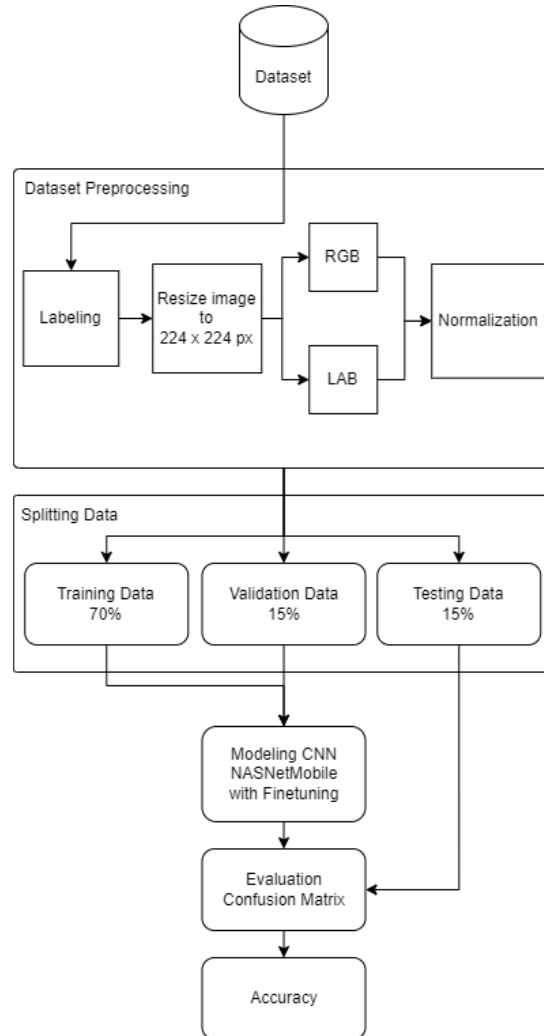 Dataset
Dataset Preprocessing
Labeling
Resize image
to
224 x 224 px
RGB
LAB
Normalization
Splitting Data
Training Data
70%
Validation Data
15%
Testing Data
15%
Modeling CNN
NASNetMobile
with Finetuning
Evaluation
Confusion Matrix
Accuracy